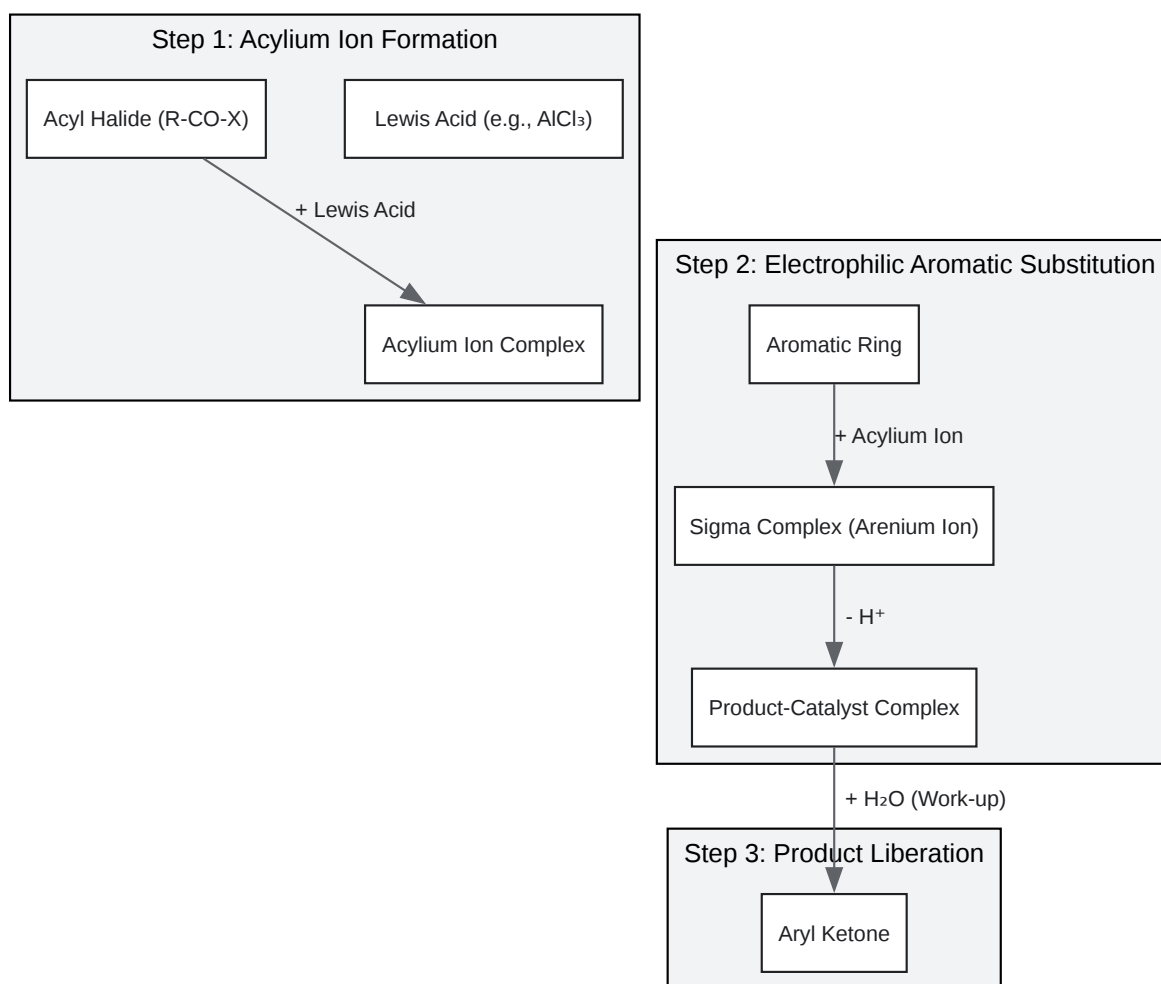 Step 1: Acylium Ion Formation
Acyl Halide (R-CO-X)
Lewis Acid (e.g., AlCl₃)
+ Lewis Acid
Acylium Ion Complex
Step 2: Electrophilic Aromatic Substitution
Aromatic Ring
+ Acylium Ion
Sigma Complex (Arenium Ion)
- H⁺
Product-Catalyst Complex
+ H₂O (Work-up)
Step 3: Product Liberation
Aryl Ketone